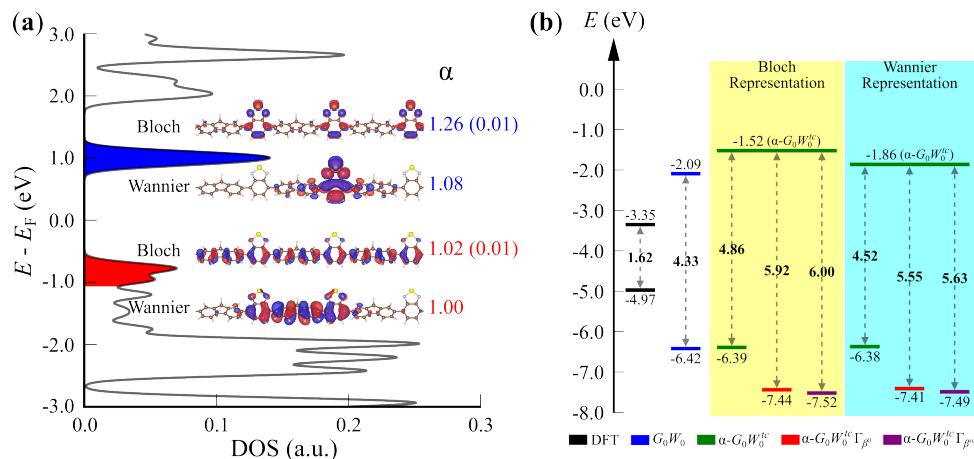 (a)
3.0
2.0
1.0
0.0
-1.0
-2.0
-3.0
E - E_F (eV)
0.0
0.1
0.2
0.3
DOS (a.u.)
α
Bloch
1.26 (0.01)
Wannier
1.08
Bloch
1.02 (0.01)
Wannier
1.00
(b)
E (eV)
0.0
-1.0
-2.0
-3.0
-4.0
-5.0
-6.0
-7.0
-8.0
Bloch
Representation
Wannier
Representation
-3.35
1.62
-4.97
-2.09
4.33
-6.42
-1.52 (α-G₀W₀ᵗᶜ)
4.86
-6.39
5.92
-7.44
6.00
-7.52
-1.86 (α-G₀W₀ᵗᶜ)
4.52
-6.38
5.55
-7.41
5.63
-7.49
DFT
G₀W₀
α-G₀W₀ᵗᶜ
α-G₀W₀ᵗᶜΓ_β⁰